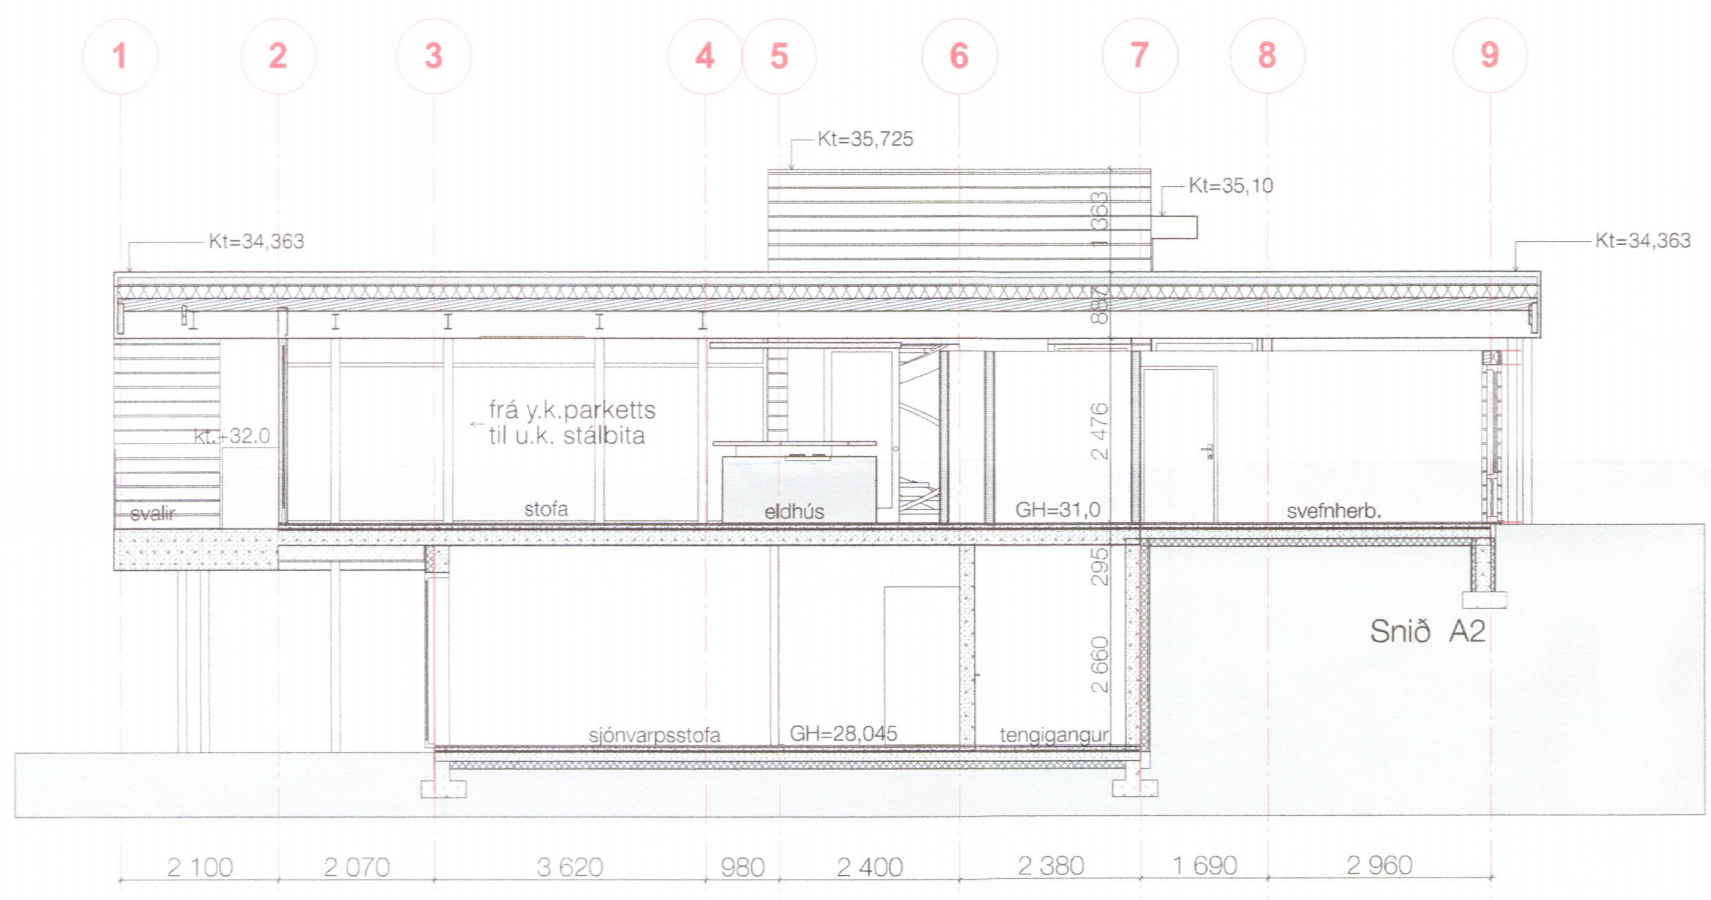 1 2 3 4 5 6 7 8 9
Kt=35,725
Kt=35,10
Kt=34,363
Kt=34,363
1 363
887
frá y.k.parketts
til u.k. stálbita
kt.+32.0
2 476
svalir
stofa
eldhús
GH=31,0
svefnherb.
295
Snið A2
2 660
sjónvarpsstofa
GH=28,045
tengigangur
2 100 2 070 3 620 980 2 400 2 380 1 690 2 960